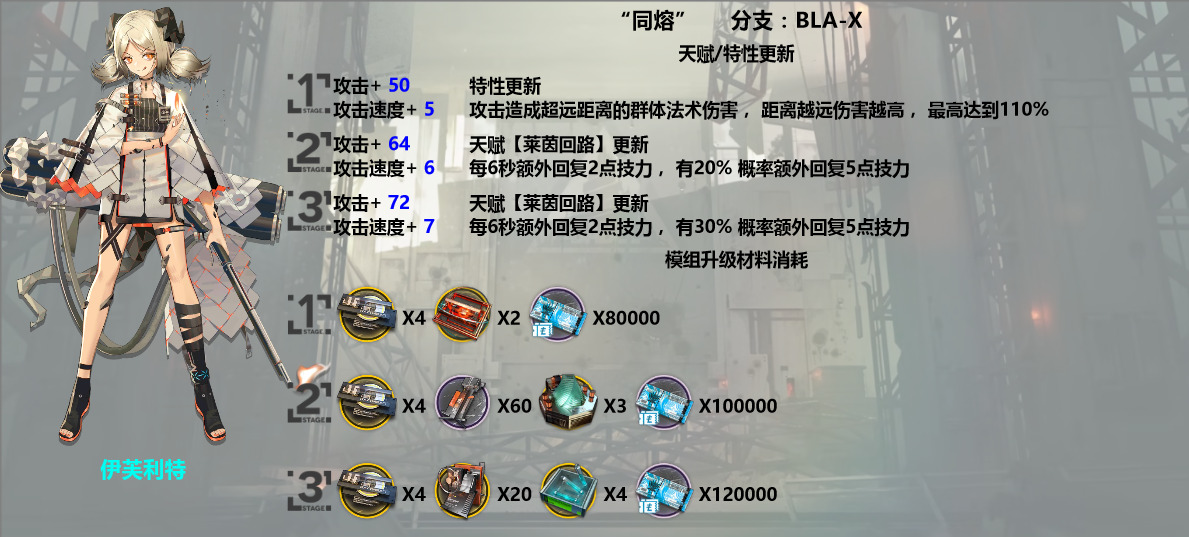 “同熔” 分支：BLA-X
天赋/特性更新
1 STAGE. 攻击+ 50 特性更新
攻击速度+ 5 攻击造成超远距离的群体法术伤害 ，距离越远伤害越高 ，最高达到110%
2 STAGE. 攻击+ 64 天赋【莱茵回路】更新
攻击速度+ 6 每6秒额外回复2点技力 ，有20% 概率额外回复5点技力
3 STAGE. 攻击+ 72 天赋【莱茵回路】更新
攻击速度+ 7 每6秒额外回复2点技力 ，有30% 概率额外回复5点技力
模组升级材料消耗
1 STAGE. X4 X2 X80000
2 STAGE. X4 X60 X3 X100000
3 STAGE. X4 X20 X4 X120000
伊芙利特